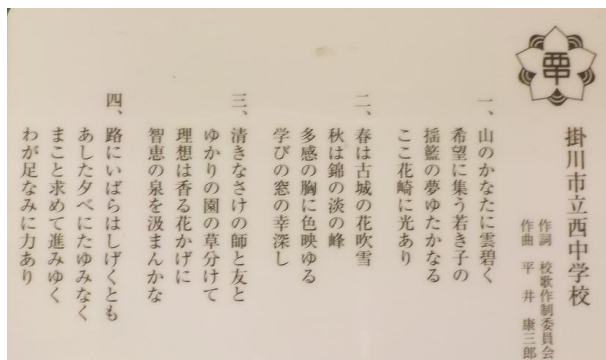 西中
掛川市立西中学校
作詞 校歌作制委員会
作曲 平井康三郎
一、山のかなたに雲碧く
希望に集う若き子の
揺籃の夢ゆたかなる
ここ花崎に光あり
二、春は古城の花吹雪
秋は錦の淡の峰
多感の胸に色映ゆる
学びの窓の幸深し
三、清きなさけの師と友と
ゆかりの園の草分けて
理想は香る花かげに
智恵の泉を汲まんかな
四、路にいばらはしげくとも
あした夕べにたゆみなく
まこと求めて進みゆく
わが足なみに力あり